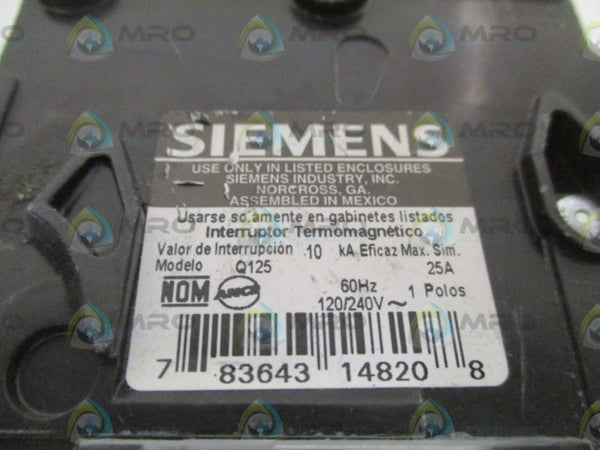 SIEMENS
USE ONLY IN LISTED ENCLOSURES
SIEMENS INDUSTRY, INC.
NORCROSS, GA.
ASSEMBLED IN MEXICO
Usarse solamente en gabinetes listados
Interruptor Termomagnético
Valor de Interrupción 10 kA Eficaz Max. Sim.
Modelo Q125 25A
NOM ANCE 60Hz
120/240V ~ 1 Polos
7 83643 14820 8
MRO